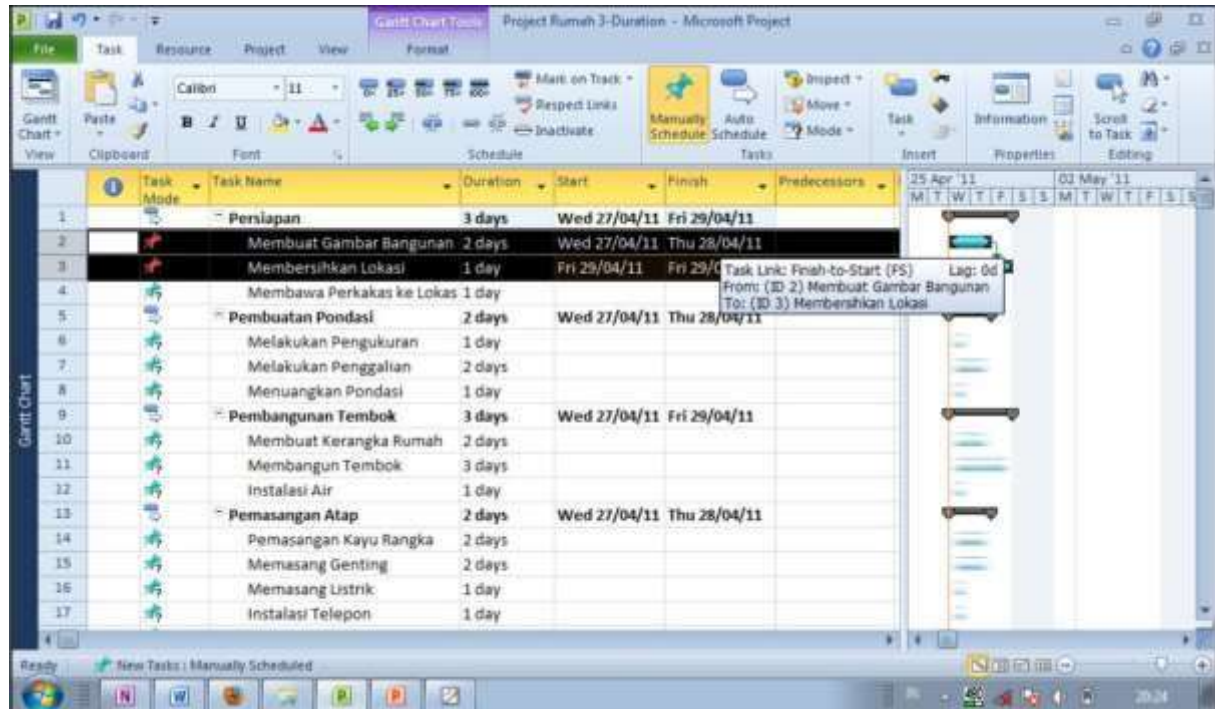 Gantt Chart Tools Project Rumah 3-Duration - Microsoft Project
File Task Resource Project View Format
Gantt Chart
View
Paste
Clipboard
Calibri 11
B I U A
Font
Mark on Track
Respect Links
Inactivate
Schedule
Manually Schedule
Auto Schedule
Inspect
Move
Mode
Tasks
Task
Insert
Information
Properties
Scroll to Task
Editing
Task Mode Task Name Duration Start Finish Predecessors 25 Apr '11 02 May '11
M T W T F S S M T W T F S S
1 Persiapan 3 days Wed 27/04/11 Fri 29/04/11
2 Membuat Gambar Bangunan 2 days Wed 27/04/11 Thu 28/04/11
3 Membersihkan Lokasi 1 day Fri 29/04/11 Fri 29/
4 Membawa Perkakas ke Lokas 1 day
Task Link: Finish-to-Start (FS) Lag: 0d
From: (ID 2) Membuat Gambar Bangunan
To: (ID 3) Membersihkan Lokasi
5 Pembuatan Pondasi 2 days Wed 27/04/11 Thu 28/04/11
6 Melakukan Pengukuran 1 day
7 Melakukan Penggalian 2 days
8 Menuangkan Pondasi 1 day
9 Pembangunan Tembok 3 days Wed 27/04/11 Fri 29/04/11
10 Membuat Kerangka Rumah 2 days
11 Membangun Tembok 3 days
12 Instalasi Air 1 day
13 Pemasangan Atap 2 days Wed 27/04/11 Thu 28/04/11
14 Pemasangan Kayu Rangka 2 days
15 Memasang Genting 2 days
16 Memasang Listrik 1 day
17 Instalasi Telepon 1 day
Gantt Chart
Ready New Tasks : Manually Scheduled
20:24